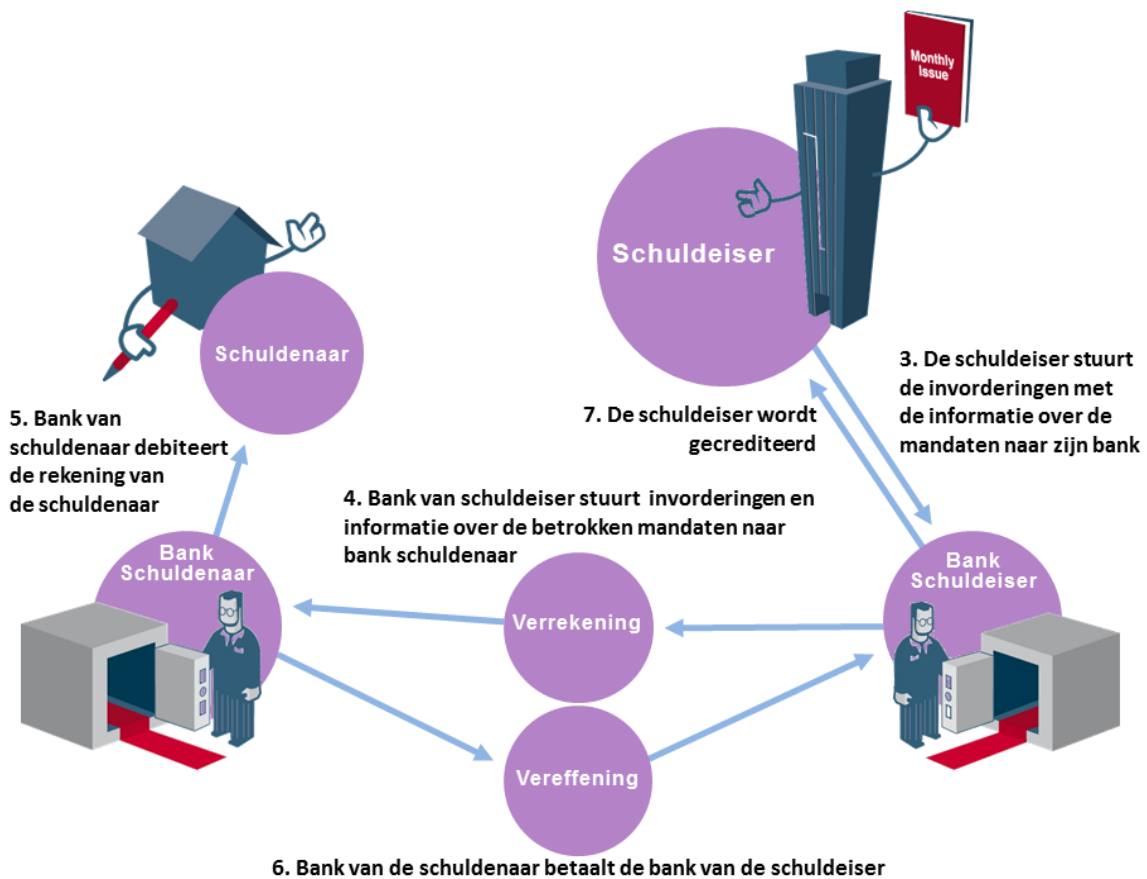 Monthly
Issue
Schuldeiser
Schuldenaar
3. De schuldeiser stuurt
de invorderingen met
de informatie over de
mandaten naar zijn bank
7. De schuldeiser wordt
gecrediteerd
5. Bank van
schuldenaar debiteert
de rekening van
de schuldenaar
4. Bank van schuldeiser stuurt invorderingen en
informatie over de betrokken mandaten naar
bank schuldenaar
Bank
Schuldenaar
Bank
Schuldeiser
Verrekening
Vereffening
6. Bank van de schuldenaar betaalt de bank van de schuldeiser